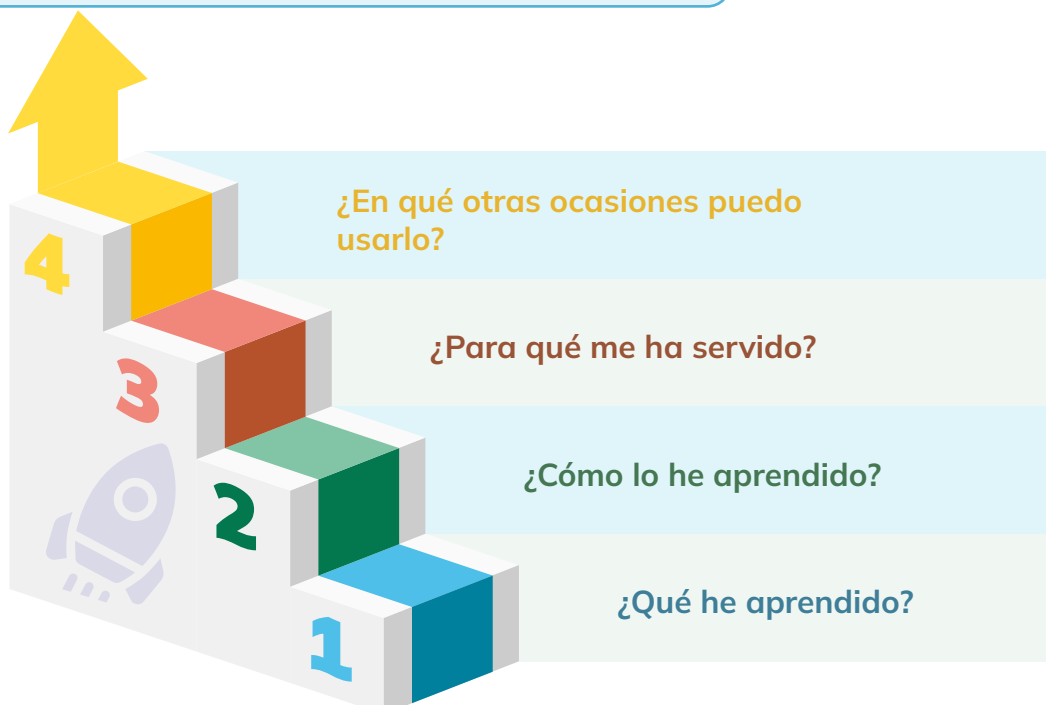 ¿En qué otras ocasiones puedo
usarlo?
4
¿Para qué me ha servido?
3
¿Cómo lo he aprendido?
2
¿Qué he aprendido?
1